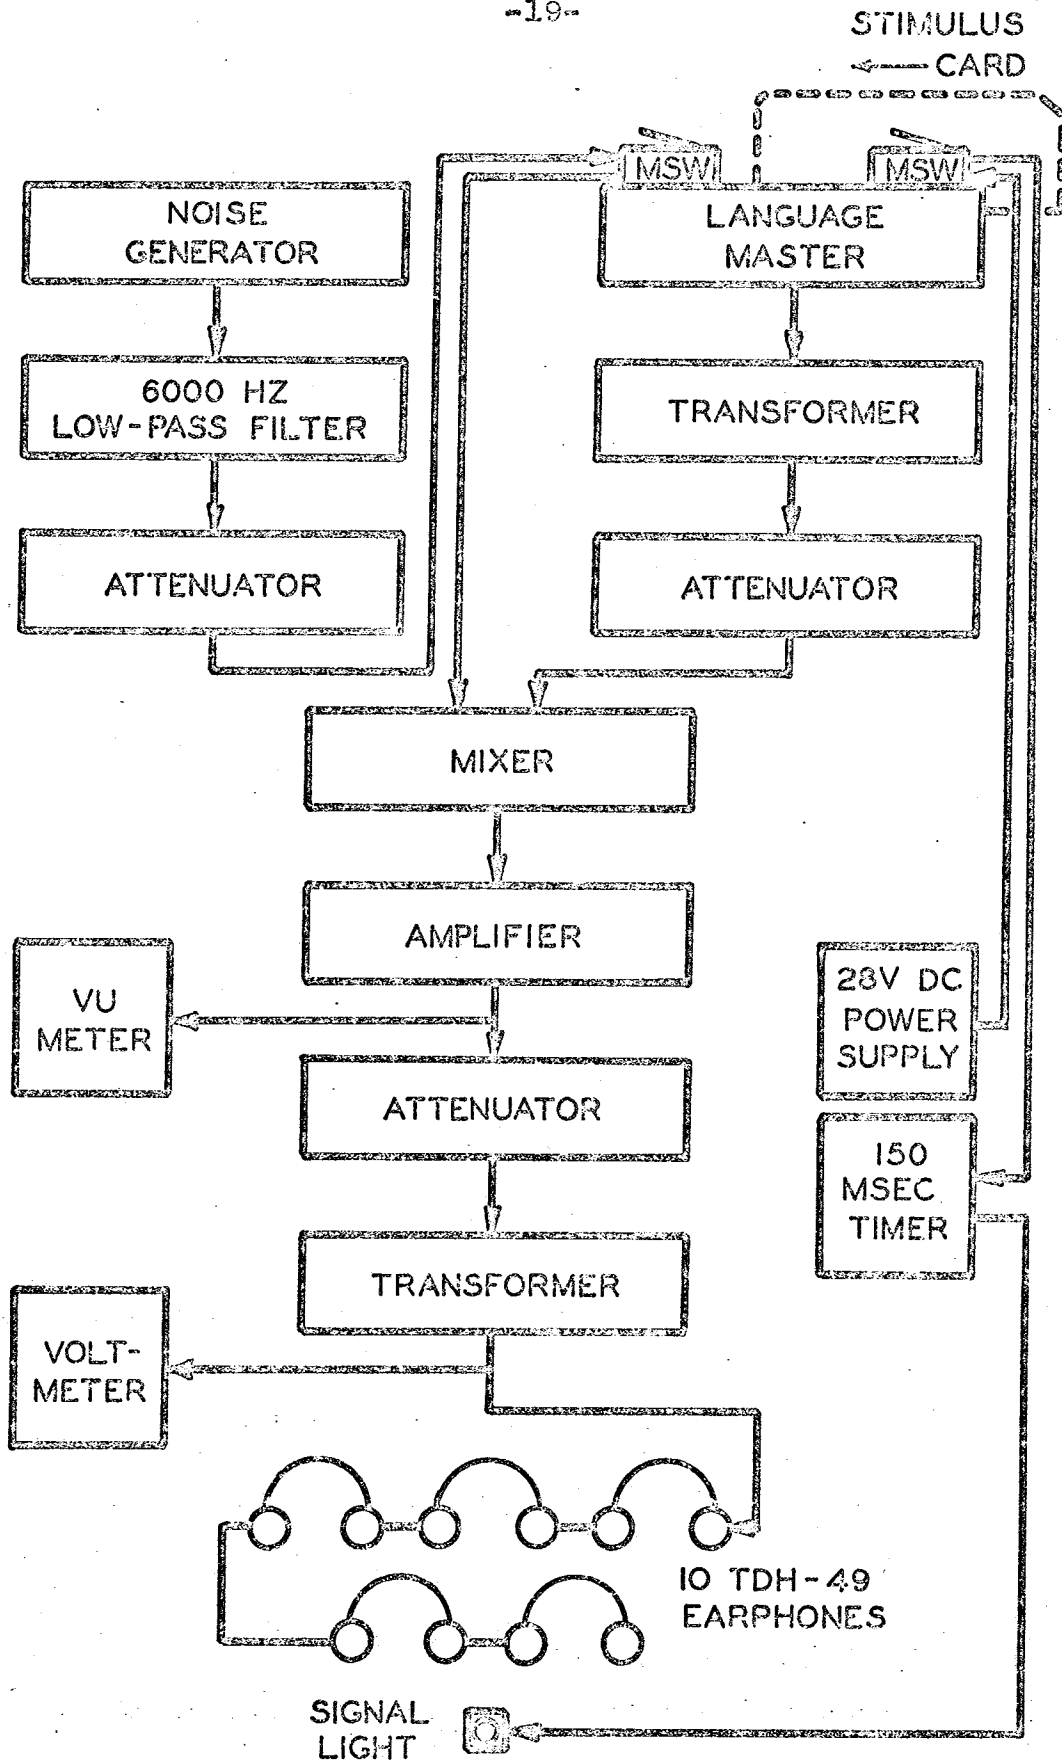 -19-
STIMULUS
CARD
MSW
MSW
NOISE
GENERATOR
LANGUAGE
MASTER
6000 HZ
LOW-PASS FILTER
TRANSFORMER
ATTENUATOR
ATTENUATOR
MIXER
AMPLIFIER
VU
METER
28V DC
POWER
SUPPLY
ATTENUATOR
150
MSEC
TIMER
TRANSFORMER
VOLT-
METER
10 TDH-49
EARPHONES
SIGNAL
LIGHT